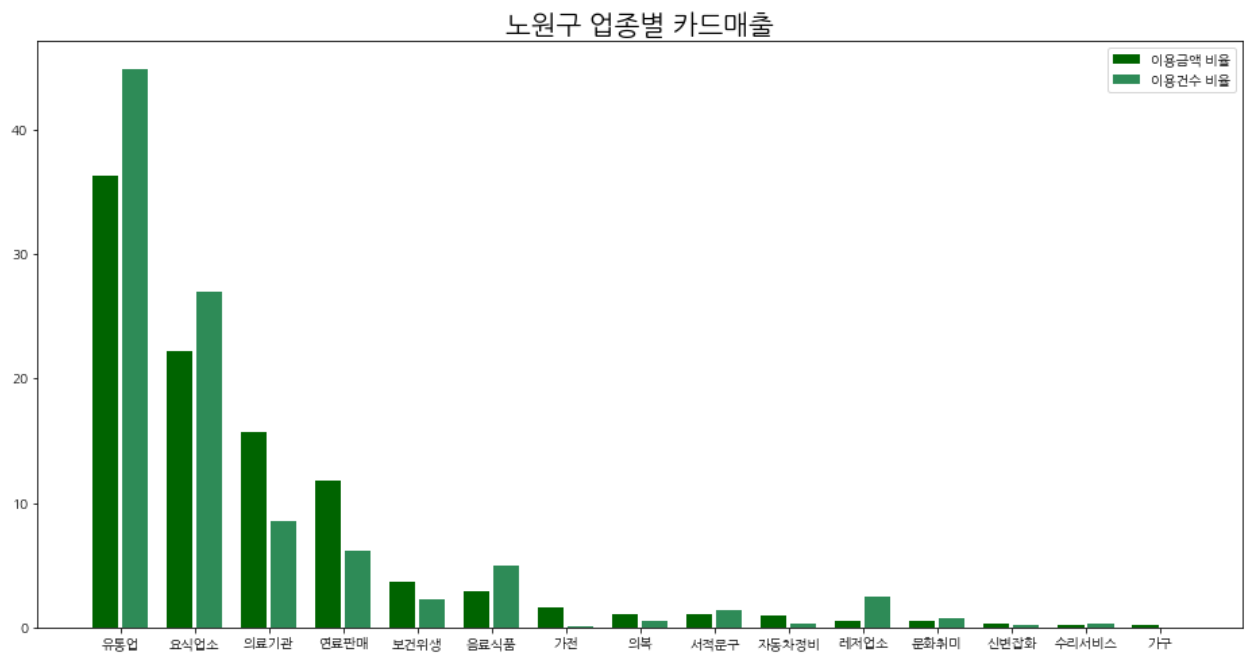 노원구 업종별 카드매출
이용금액 비율
이용건수 비율
40
30
20
10
0
유통업 요식업소 의료기관 연료판매 보건위생 음료식품 가전 의복 서적문구 자동차정비 레저업소 문화취미 신변잡화 수리서비스 가구